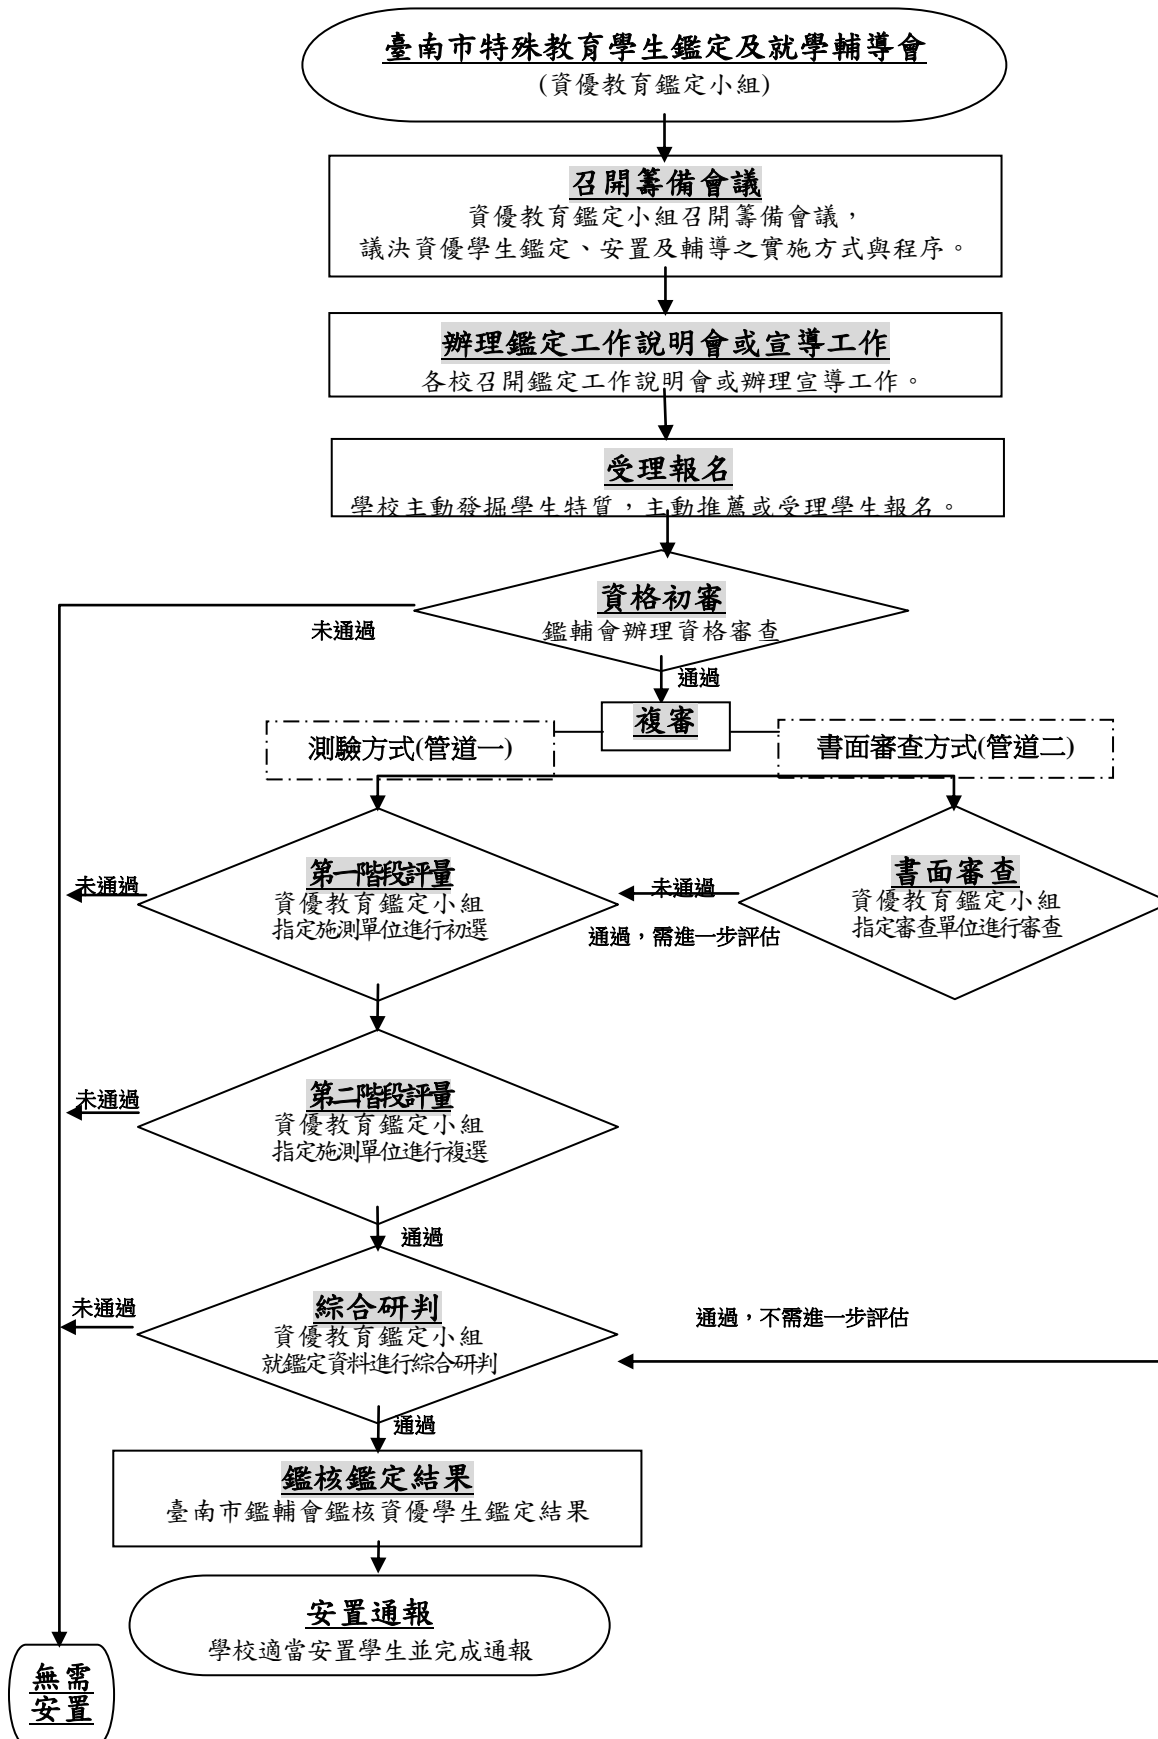 臺南市特殊教育學生鑑定及就學輔導會
(資優教育鑑定小組)
召開籌備會議
資優教育鑑定小組召開籌備會議，
議決資優學生鑑定、安置及輔導之實施方式與程序。
辦理鑑定工作說明會或宣導工作
各校召開鑑定工作說明會或辦理宣導工作。
受理報名
學校主動發掘學生特質，主動推薦或受理學生報名。
資格初審
鑑輔會辦理資格審查
未通過
通過
複審
測驗方式(管道一)
書面審查方式(管道二)
第一階段評量
資優教育鑑定小組
指定施測單位進行初選
未通過
書面審查
資優教育鑑定小組
指定審查單位進行審查
未通過
通過，需進一步評估
第二階段評量
資優教育鑑定小組
指定施測單位進行複選
未通過
通過
綜合研判
資優教育鑑定小組
就鑑定資料進行綜合研判
未通過
通過，不需進一步評估
通過
鑑核鑑定結果
臺南市鑑輔會鑑核資優學生鑑定結果
安置通報
學校適當安置學生並完成通報
無需
安置